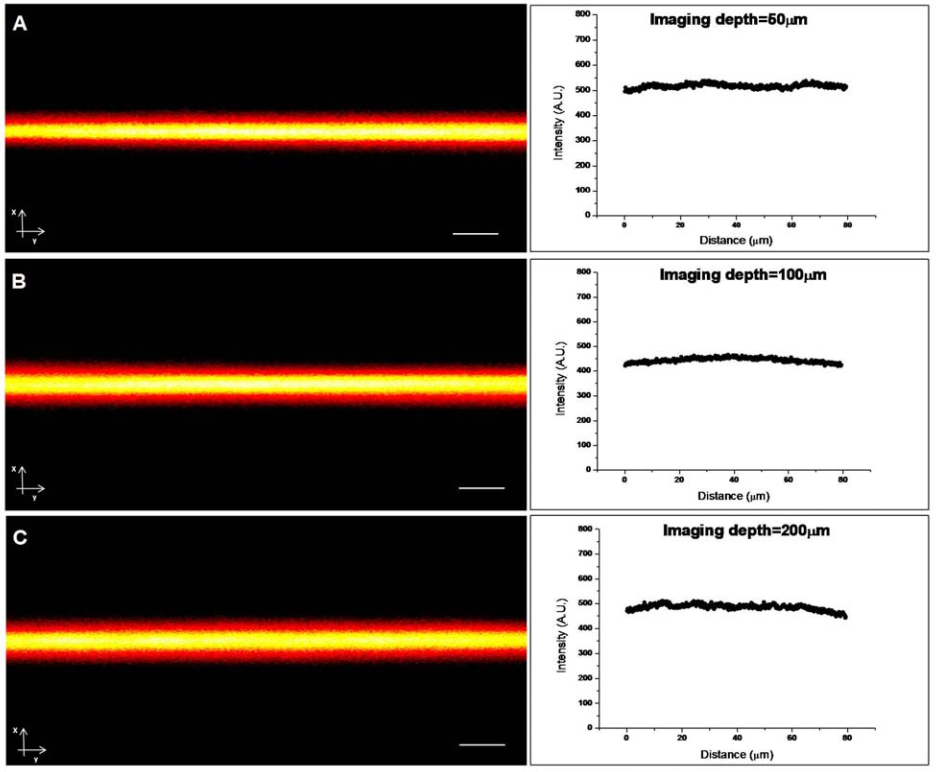 A
X
Y
Imaging depth=50μm
800
700
600
500
400
300
200
100
0
Intensity (A.U.)
0 20 40 60 80
Distance (μm)
B
X
Y
Imaging depth=100μm
800
700
600
500
400
300
200
100
0
Intensity (A.U.)
0 20 40 60 80
Distance (μm)
C
X
Y
Imaging depth=200μm
800
700
600
500
400
300
200
100
0
Intensity (A.U.)
0 20 40 60 80
Distance (μm)